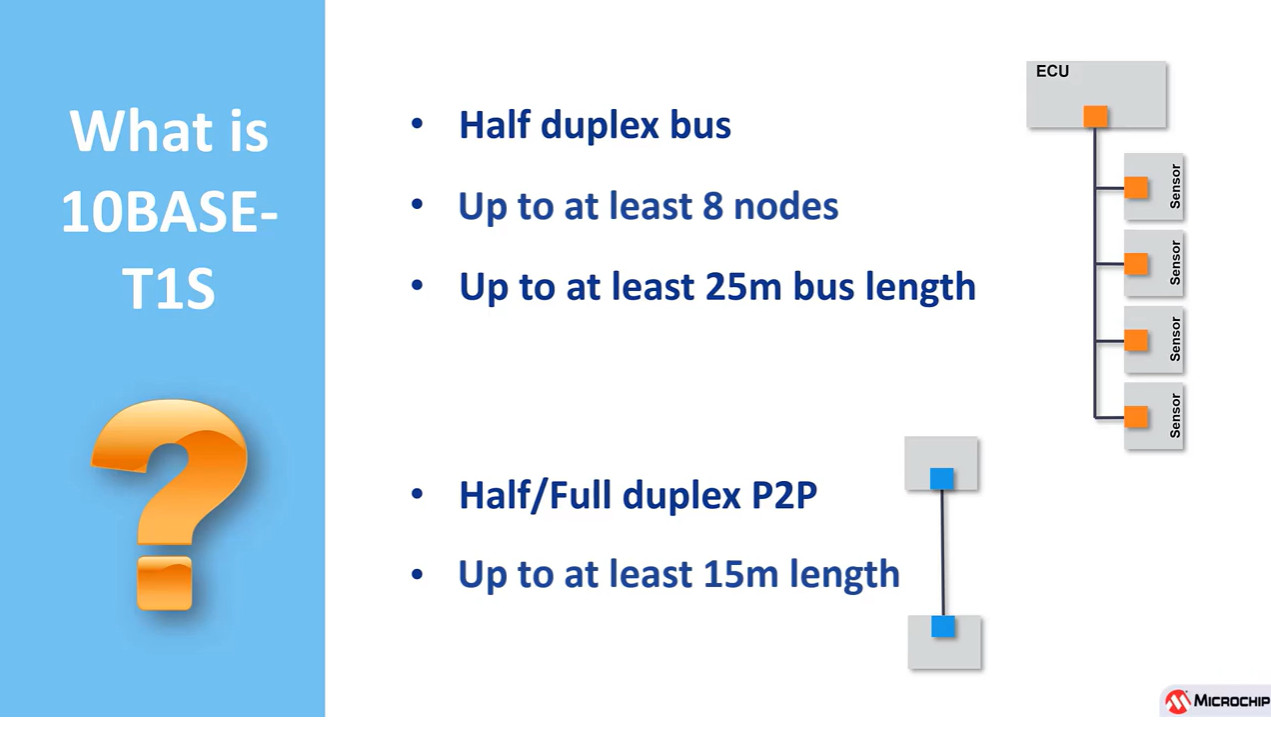 What is
10BASE-
T1S
• Half duplex bus
• Up to at least 8 nodes
• Up to at least 25m bus length
• Half/Full duplex P2P
• Up to at least 15m length
ECU
Sensor
Sensor
Sensor
Sensor
MICROCHIP